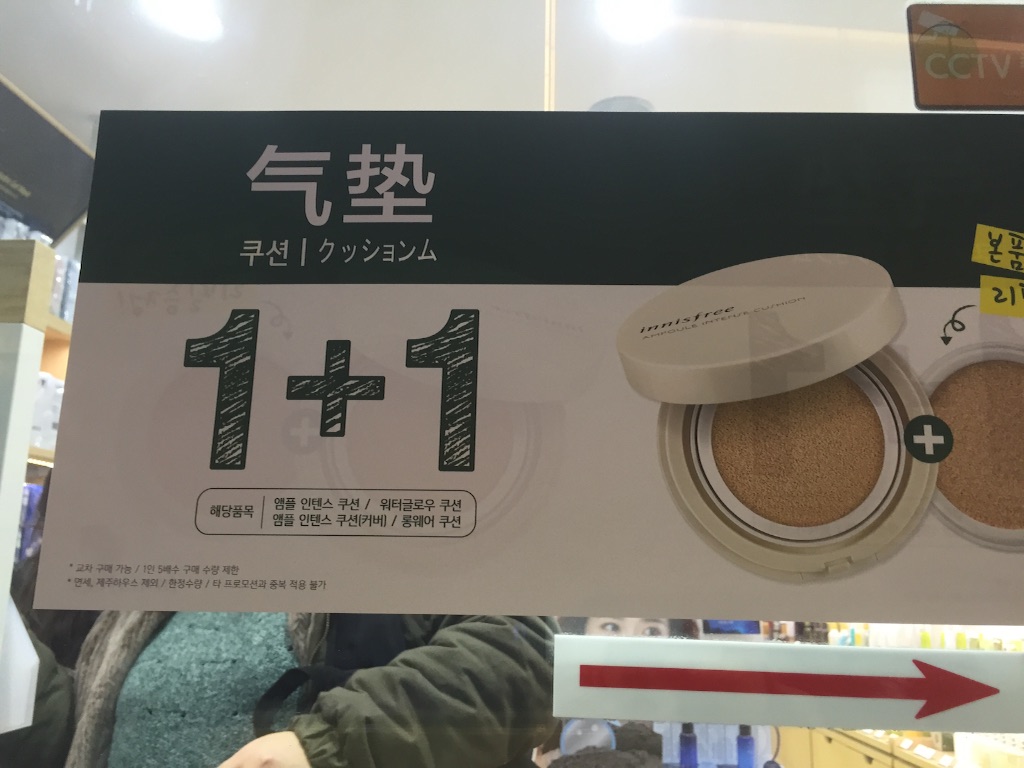 CCTV
气垫
쿠션 | クッションム
1+1
innisfree
AMPOULE INTENSE CUSHION
본품
리
+
해당품목
앰플 인텐스 쿠션 / 워터글로우 쿠션
앰플 인텐스 쿠션(커버) / 롱웨어 쿠션
* 교차 구매 가능 / 1인 5배수 구매 수량 제한
* 면세, 제주하우스 제외 / 한정수량 / 타 프로모션과 중복 적용 불가